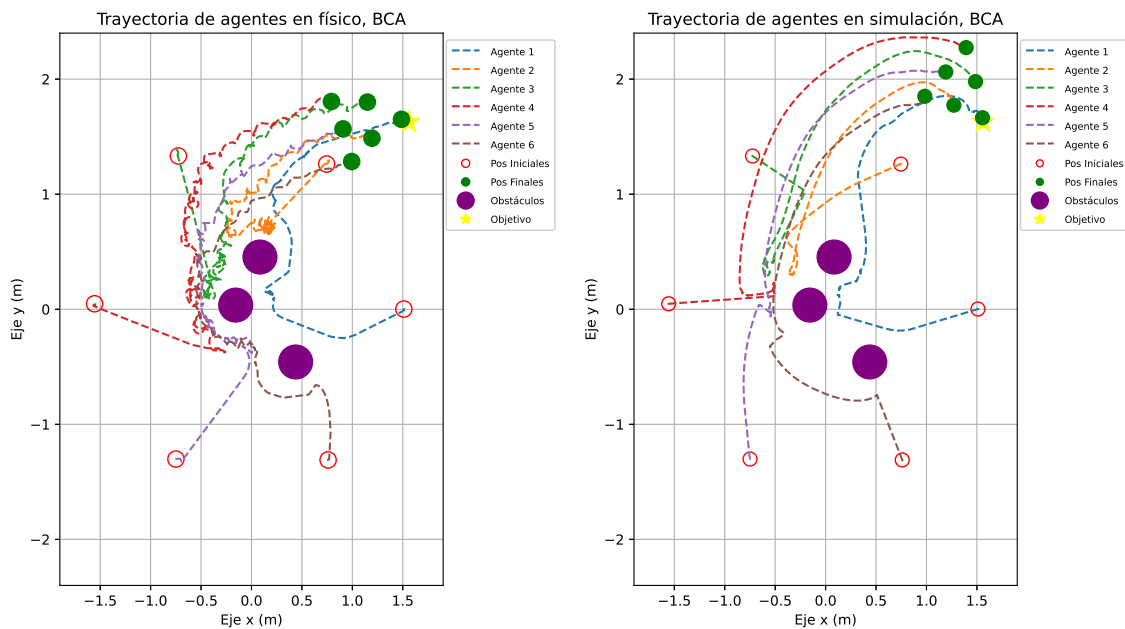 Trayectoria de agentes en físico, BCA
Eje y (m)
2
1
0
−1
−2
−1.5
−1.0
−0.5
0.0
0.5
1.0
1.5
Eje x (m)
Agente 1
Agente 2
Agente 3
Agente 4
Agente 5
Agente 6
Pos Iniciales
Pos Finales
Obstáculos
Objetivo
Trayectoria de agentes en simulación, BCA
Eje y (m)
2
1
0
−1
−2
−1.5
−1.0
−0.5
0.0
0.5
1.0
1.5
Eje x (m)
Agente 1
Agente 2
Agente 3
Agente 4
Agente 5
Agente 6
Pos Iniciales
Pos Finales
Obstáculos
Objetivo